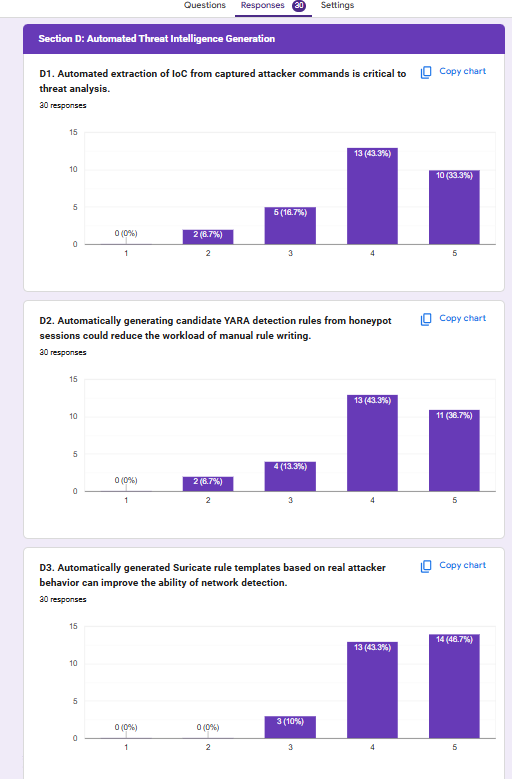 Questions Responses 30 Settings
Section D: Automated Threat Intelligence Generation
D1. Automated extraction of IoC from captured attacker commands is critical to
threat analysis.
Copy chart
30 responses
15
10
5
0
0 (0%)
2 (6.7%)
5 (16.7%)
13 (43.3%)
10 (33.3%)
1 2 3 4 5
D2. Automatically generating candidate YARA detection rules from honeypot
sessions could reduce the workload of manual rule writing.
Copy chart
30 responses
15
10
5
0
0 (0%)
2 (6.7%)
4 (13.3%)
13 (43.3%)
11 (36.7%)
1 2 3 4 5
D3. Automatically generated Suricate rule templates based on real attacker
behavior can improve the ability of network detection.
Copy chart
30 responses
15
10
5
0
0 (0%)
0 (0%)
3 (10%)
13 (43.3%)
14 (46.7%)
1 2 3 4 5